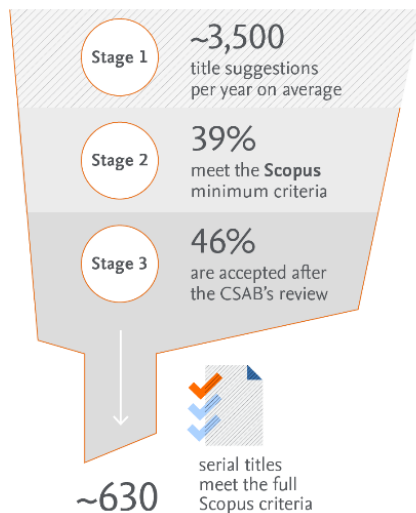 Stage 1
~3,500
title suggestions
per year on average
Stage 2
39%
meet the Scopus
minimum criteria
Stage 3
46%
are accepted after
the CSAB's review
~630
serial titles
meet the full
Scopus criteria